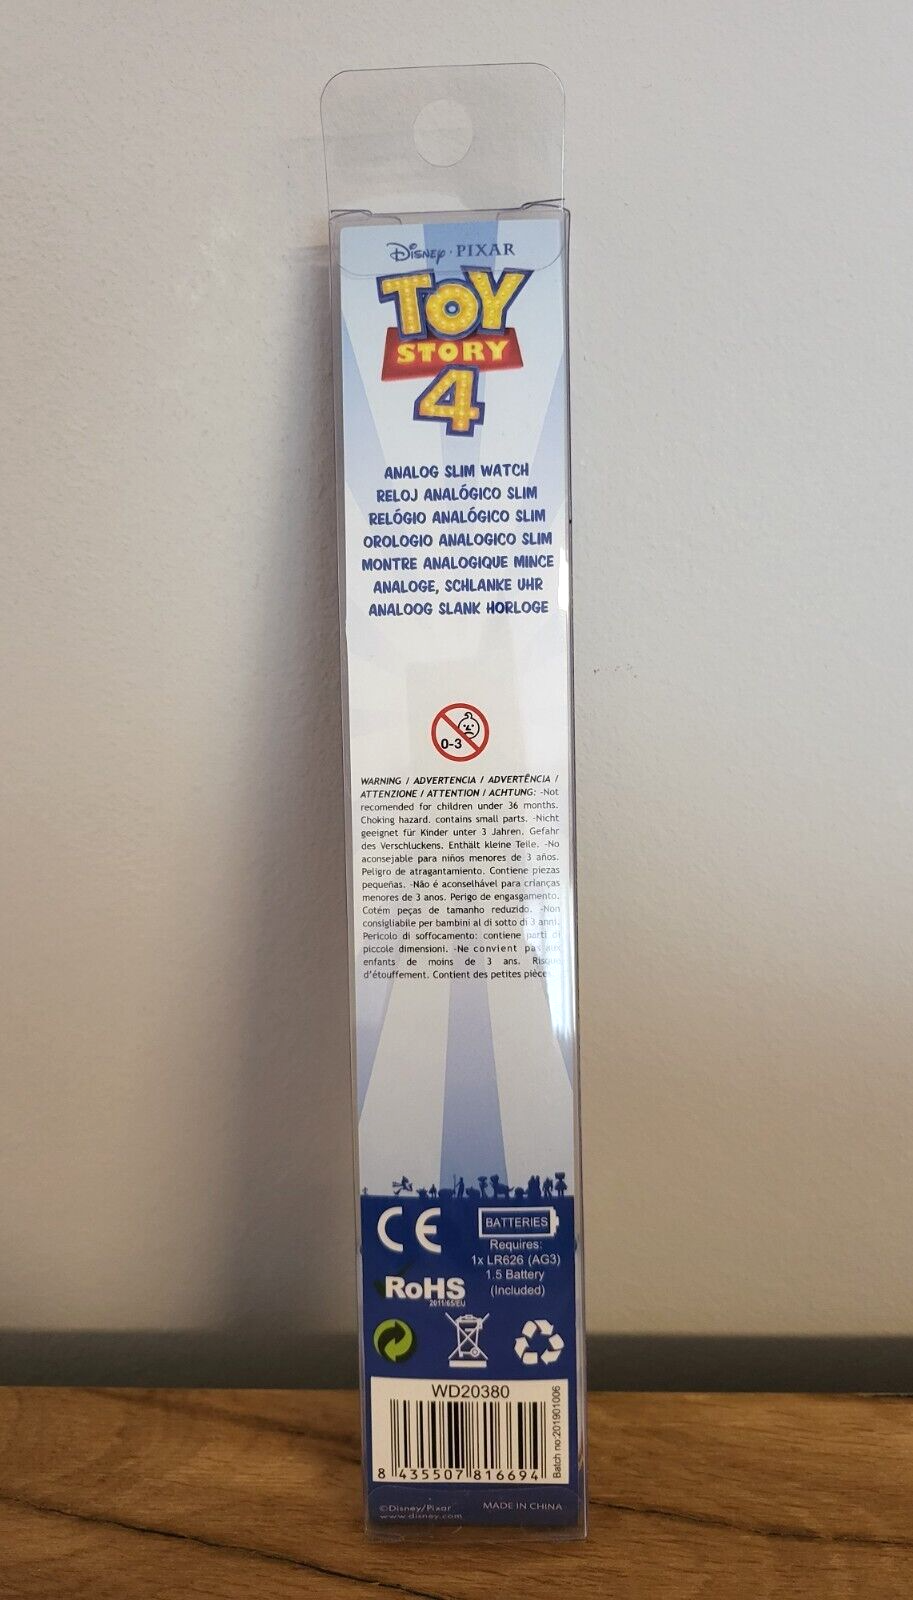 Disney · PIXAR
TOY
STORY
4
ANALOG SLIM WATCH
RELOJ ANALÓGICO SLIM
RELÓGIO ANALÓGICO SLIM
OROLOGIO ANALOGICO SLIM
MONTRE ANALOGIQUE MINCE
ANALOGE, SCHLANKE UHR
ANALOOG SLANK HORLOGE
0-3
WARNING / ADVERTENCIA / ADVERTÊNCIA /
ATTENZIONE / ATTENTION / ACHTUNG: -Not
recomended for children under 36 months.
Choking hazard. contains small parts. -Nicht
geeignet für Kinder unter 3 Jahren. Gefahr
des Verschluckens. Enthält kleine Teile. -No
aconsejable para niños menores de 3 años.
Peligro de atragantamiento. Contiene piezas
pequeñas. -Não é aconselhável para crianças
menores de 3 anos. Perigo de engasgamento.
Cotém peças de tamanho reduzido. -Non
consigliabile per bambini al di sotto di 3 anni.
Pericolo di soffocamento: contiene parti di
piccole dimensioni. -Ne convient pas aux
enfants de moins de 3 ans. Risque
d'étouffement. Contient des petites pièces
CE
BATTERIES
Requires:
1x LR626 (AG3)
1.5 Battery
(Included)
RoHS
2011/65/EU
WD20380
8 435507 816694
Batch no:201901006
©Disney/Pixar
www.disney.com
MADE IN CHINA